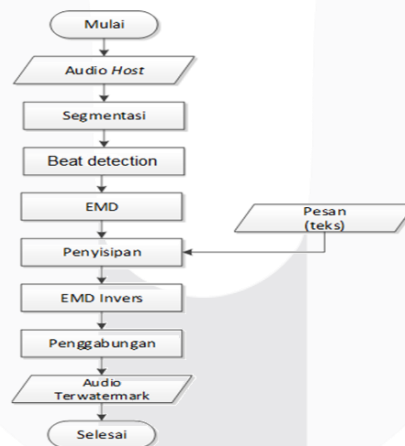 Mulai
Audio Host
Segmentasi
Beat detection
EMD
Pesan
(teks)
Penyisipan
EMD Invers
Penggabungan
Audio
Terwatermark
Selesai